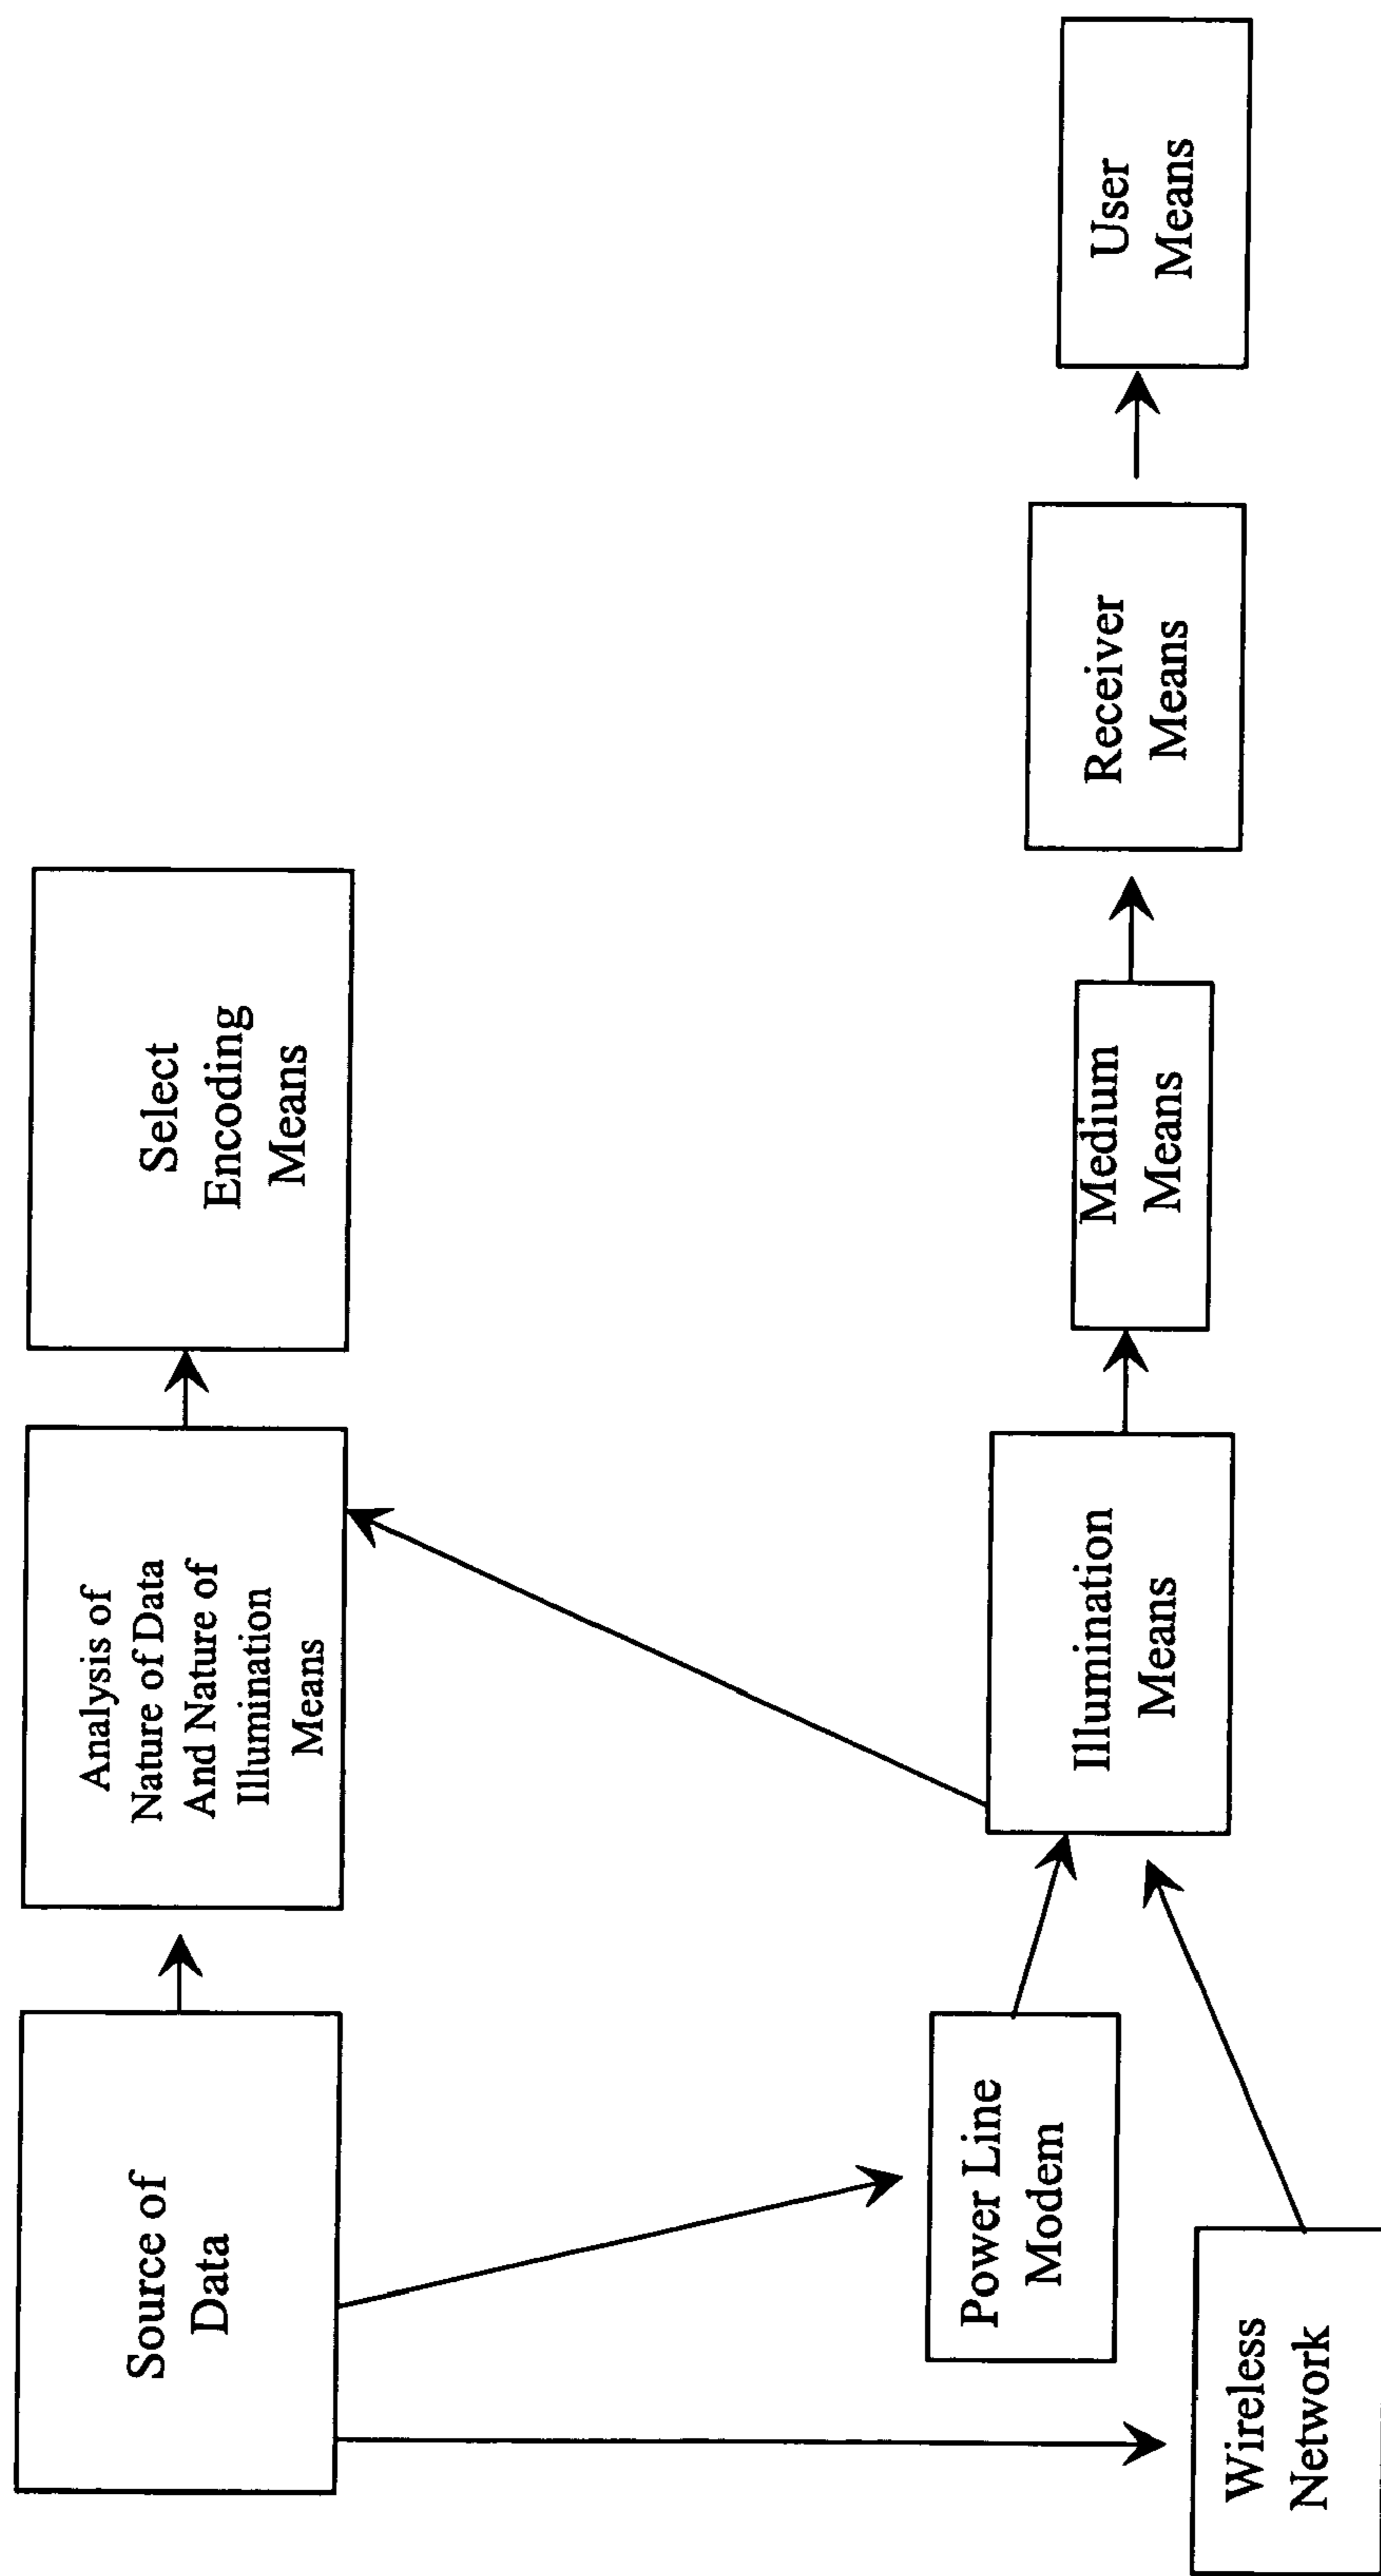 Source of
Data
Analysis of
Nature of Data
And Nature of
Illumination
Means
Select
Encoding
Means
Power Line
Modem
Wireless
Network
Illumination
Means
Medium
Means
Receiver
Means
User
Means